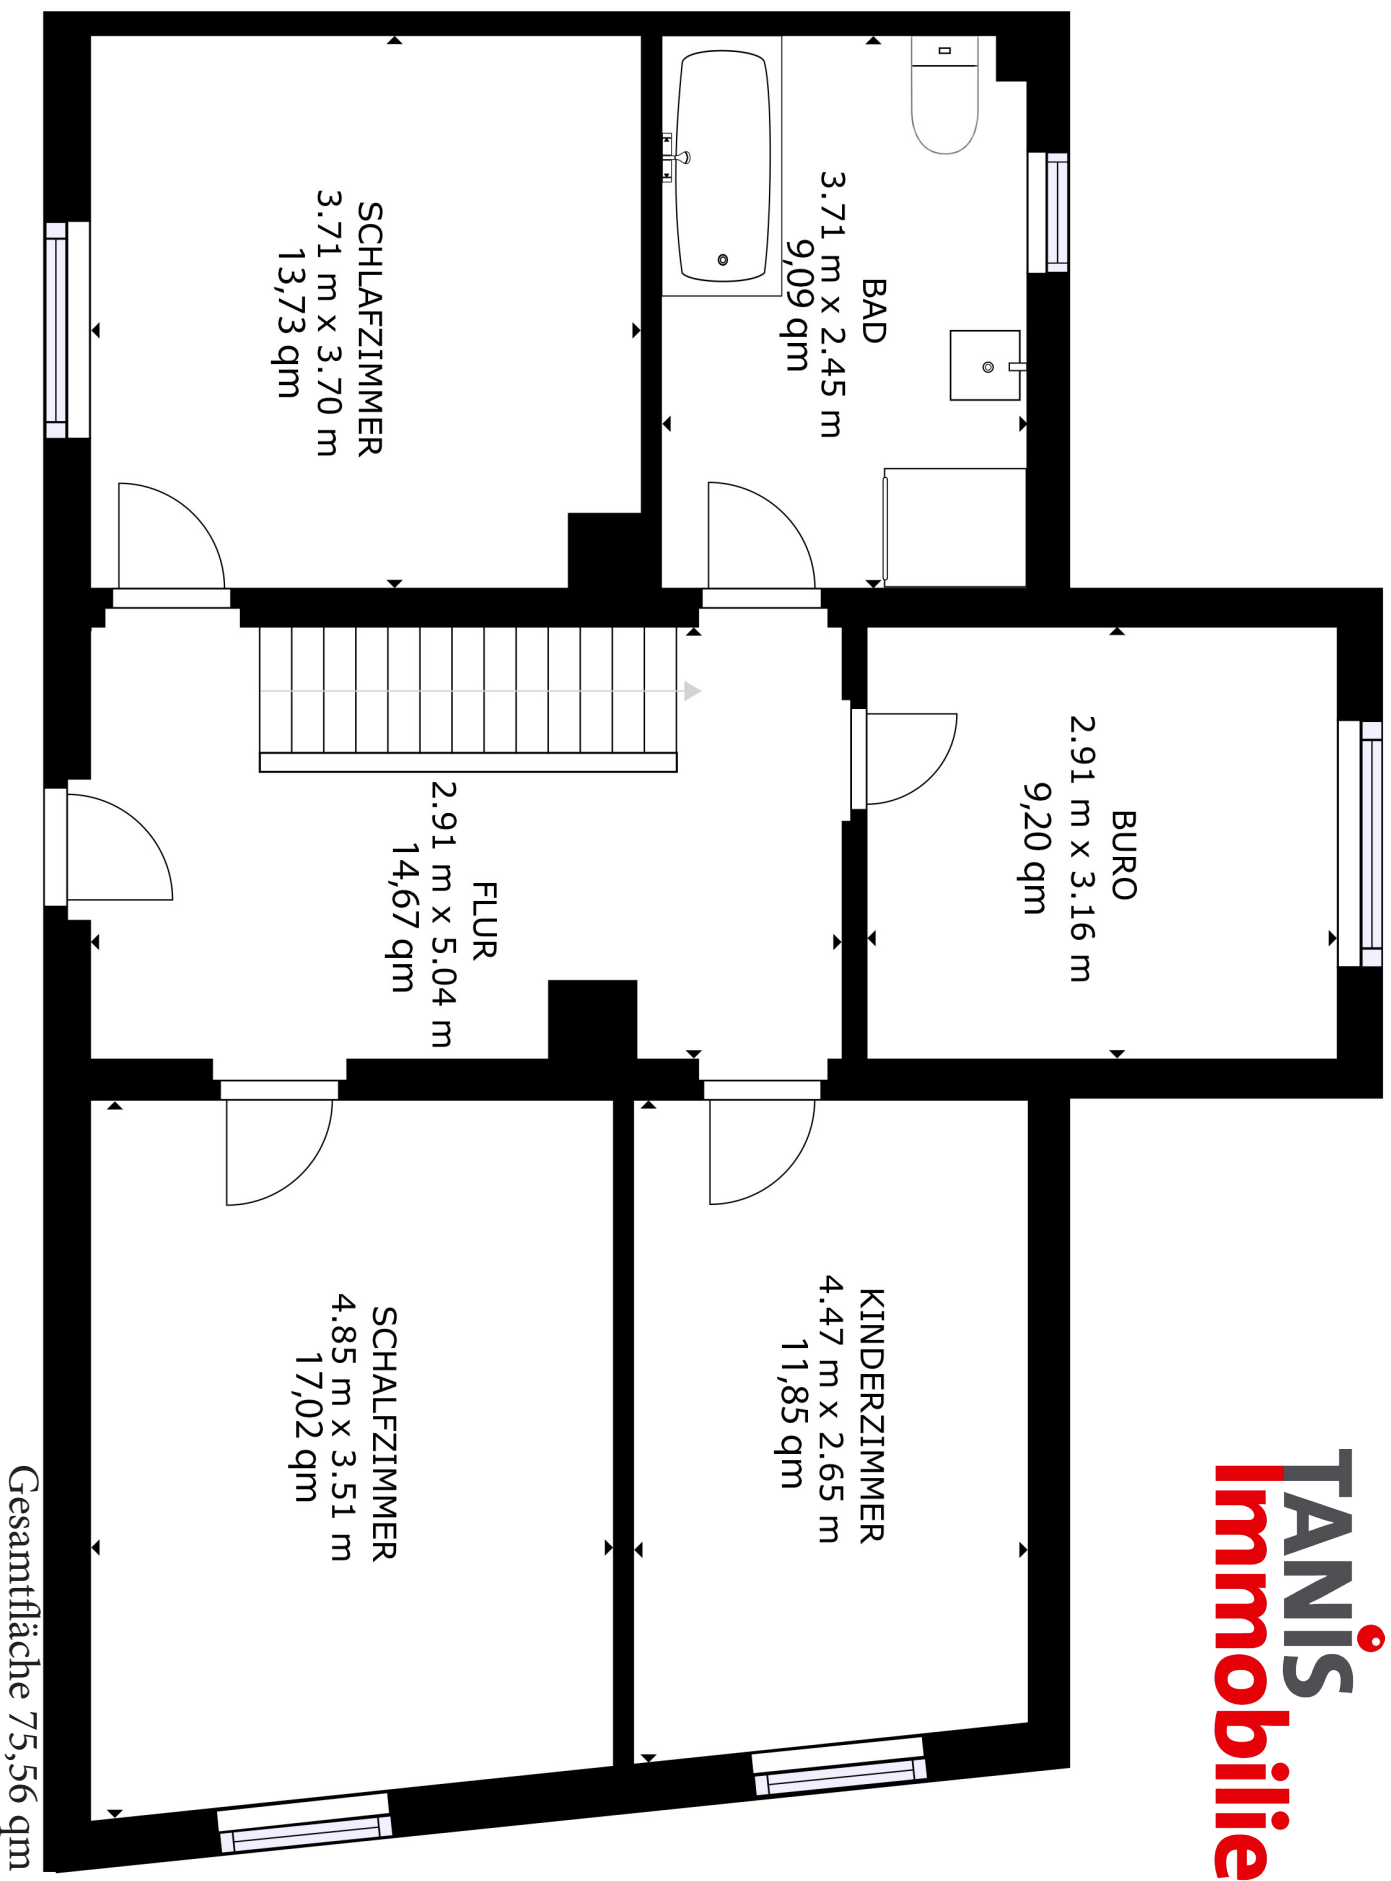 TANiS
Immobilie
BAD
3.71 m x 2.45 m
9,09 qm
BURO
2.91 m x 3.16 m
9,20 qm
KINDERZIMMER
4.47 m x 2.65 m
11,85 qm
SCHLAFZIMMER
3.71 m x 3.70 m
13,73 qm
FLUR
2.91 m x 5.04 m
14,67 qm
SCHALFZIMMER
4.85 m x 3.51 m
17,02 qm
Gesamtfläche 75,56 qm